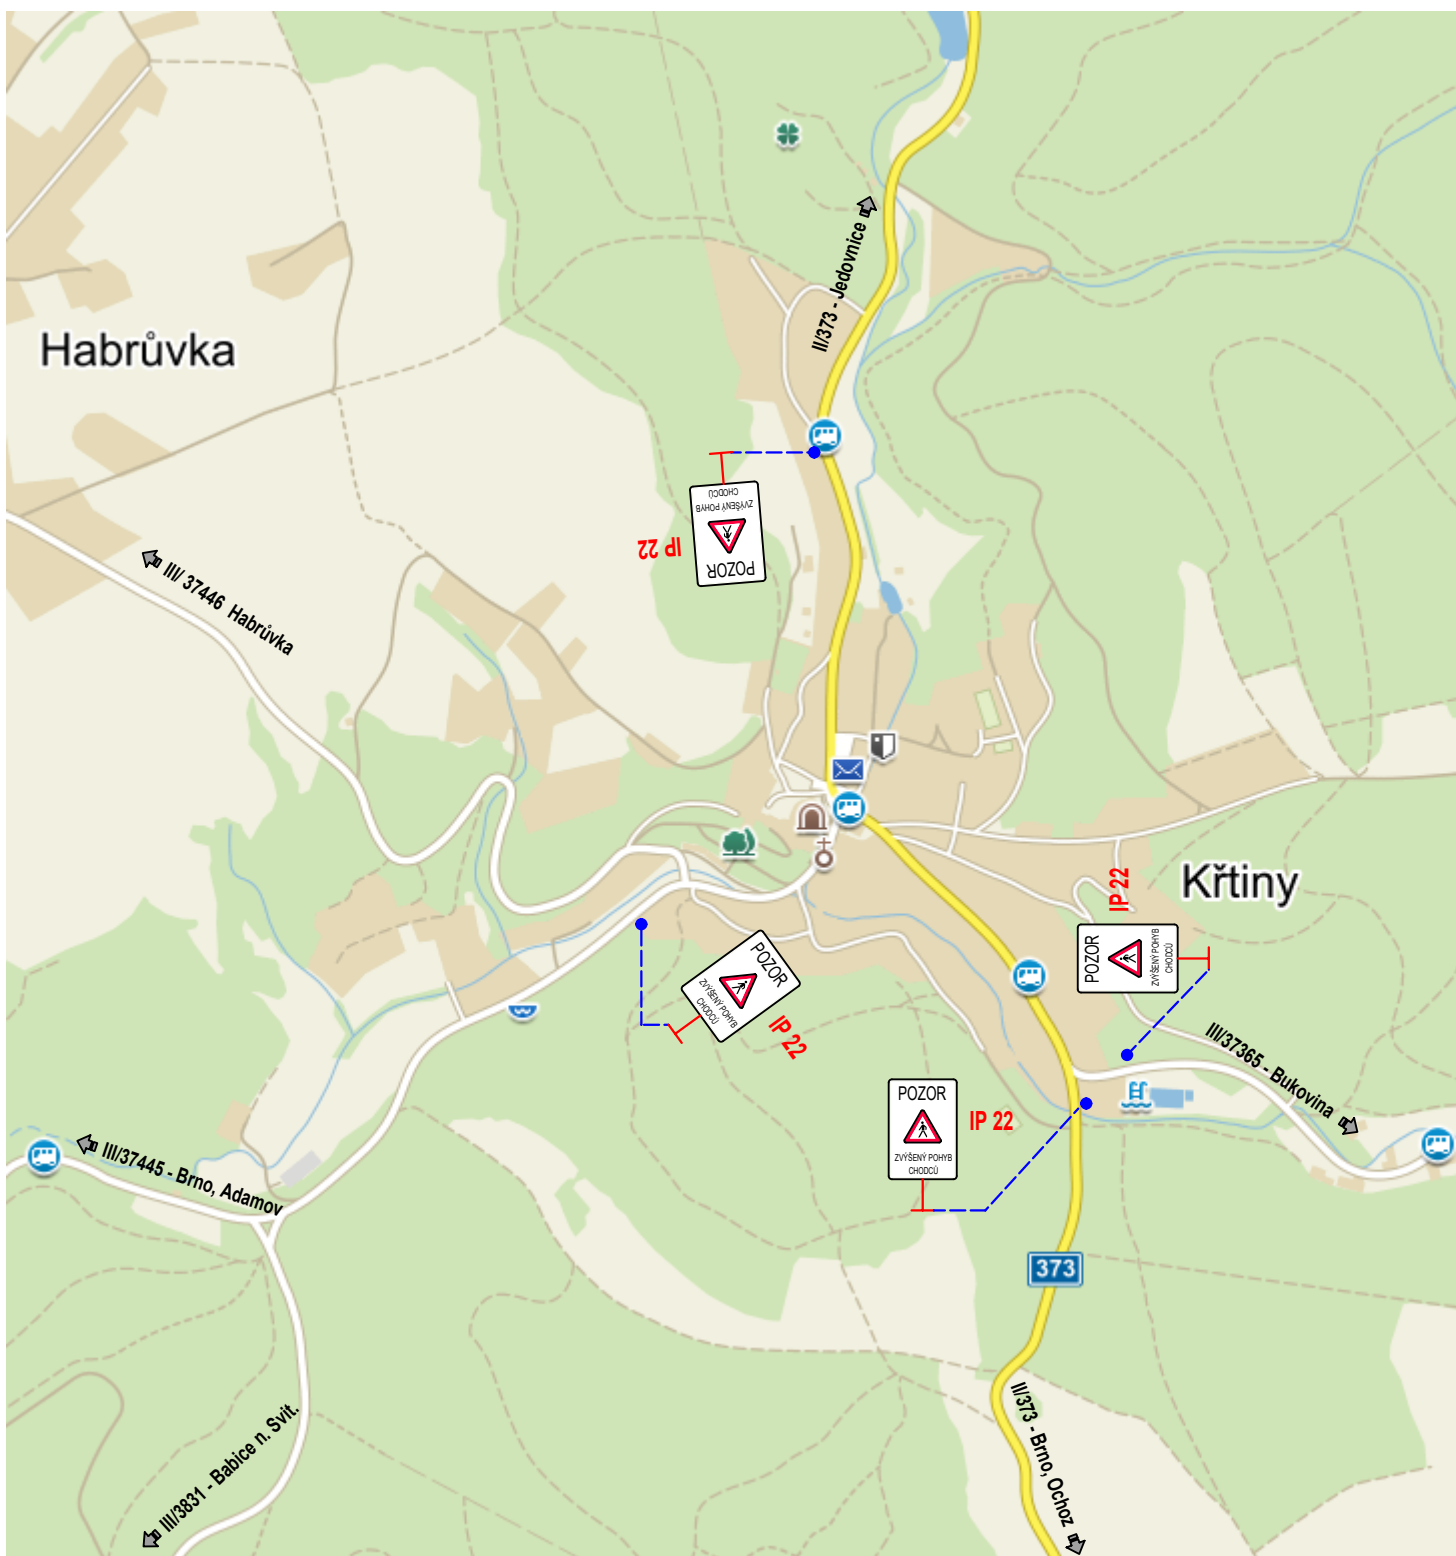 II/373 - Jedovnice
Habrůvka
POZOR
ZVÝŠENÝ POHYB
CHODCŮ
IP 22
III/ 37446 Habrůvka
Křtiny
IP 22
POZOR
ZVÝŠENÝ POHYB
CHODCŮ
POZOR
ZVÝŠENÝ POHYB
CHODCŮ
IP 22
III/37365 - Bukovina
POZOR
ZVÝŠENÝ POHYB
CHODCŮ
IP 22
III/37445 - Brno, Adamov
373
II/373 - Brno, Ochoz
III/3831 - Babice n. Svit.